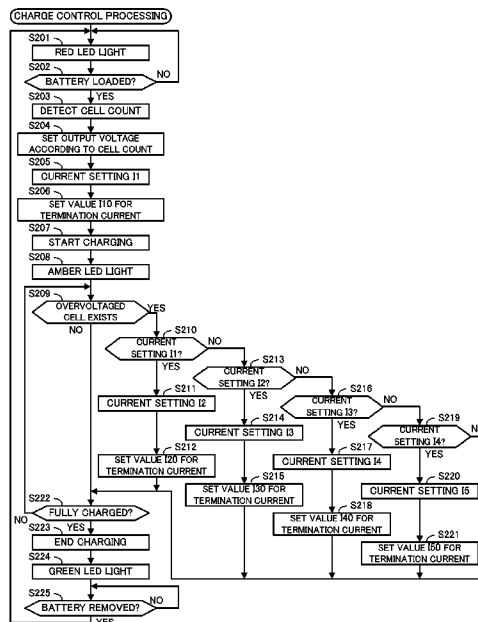 CHARGE CONTROL PROCESSING
S201
RED LED LIGHT
S202
BATTERY LOADED?
NO
YES
S203
DETECT CELL COUNT
S204
SET OUTPUT VOLTAGE
ACCORDING TO CELL COUNT
S205
CURRENT SETTING I1
S206
SET VALUE I10 FOR
TERMINATION CURRENT
S207
START CHARGING
S208
AMBER LED LIGHT
S209
OVERVOLTAGED
CELL EXISTS
YES
NO
S210
CURRENT
SETTING I1?
NO
YES
S211
CURRENT SETTING I2
S212
SET VALUE I20 FOR
TERMINATION CURRENT
S213
CURRENT
SETTING I2?
NO
YES
S214
CURRENT SETTING I3
S215
SET VALUE I30 FOR
TERMINATION CURRENT
S216
CURRENT
SETTING I3?
NO
YES
S217
CURRENT SETTING I4
S218
SET VALUE I40 FOR
TERMINATION CURRENT
S219
CURRENT
SETTING I4?
NO
YES
S220
CURRENT SETTING I5
S221
SET VALUE I50 FOR
TERMINATION CURRENT
S222
FULLY CHARGED?
NO
YES
S223
END CHARGING
S224
GREEN LED LIGHT
S225
BATTERY REMOVED?
NO
YES